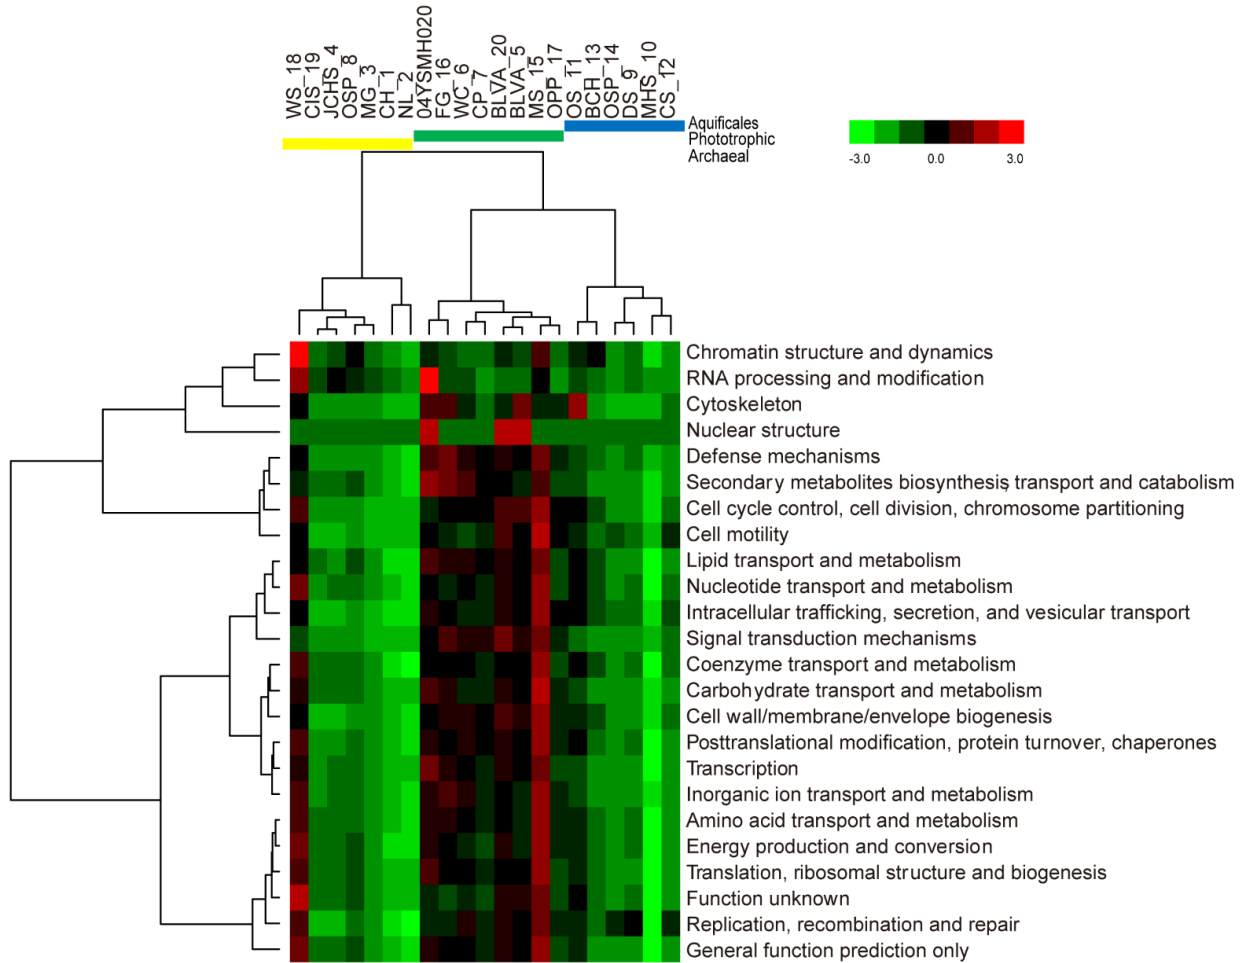 WS_18
CIS_19
JCHS_4
OSP_8
MG_3
CH_1
NL_2
04YSMH020
FG_16
WC_6
CP_7
BLVA_20
BLVA_5
MS_15
OPP_17
OS_11
BCH_13
OSP_14
DS_9
MHS_10
CS_12
Aquificales
Phototrophic
Archaeal
-3.0 0.0 3.0
Chromatin structure and dynamics
RNA processing and modification
Cytoskeleton
Nuclear structure
Defense mechanisms
Secondary metabolites biosynthesis, transport and catabolism
Cell cycle control, cell division, chromosome partitioning
Cell motility
Lipid transport and metabolism
Nucleotide transport and metabolism
Intracellular trafficking, secretion, and vesicular transport
Signal transduction mechanisms
Coenzyme transport and metabolism
Carbohydrate transport and metabolism
Cell wall/membrane/envelope biogenesis
Posttranslational modification, protein turnover, chaperones
Transcription
Inorganic ion transport and metabolism
Amino acid transport and metabolism
Energy production and conversion
Translation, ribosomal structure and biogenesis
Function unknown
Replication, recombination and repair
General function prediction only